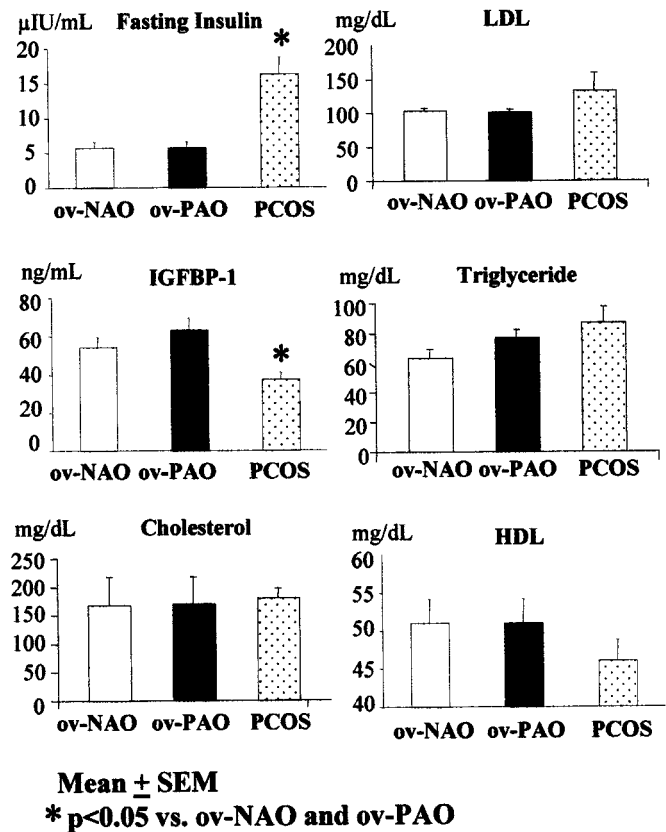 µIU/mL Fasting Insulin
20
15
10
5
0
*
ov-NAO ov-PAO PCOS
mg/dL LDL
200
150
100
50
0
ov-NAO ov-PAO PCOS
ng/mL IGFBP-1
80
60
40
20
0
*
ov-NAO ov-PAO PCOS
mg/dL Triglyceride
100
80
60
40
20
0
ov-NAO ov-PAO PCOS
mg/dL Cholesterol
250
200
150
100
50
0
ov-NAO ov-PAO PCOS
mg/dL HDL
60
55
50
45
40
ov-NAO ov-PAO PCOS
Mean ± SEM
* p<0.05 vs. ov-NAO and ov-PAO